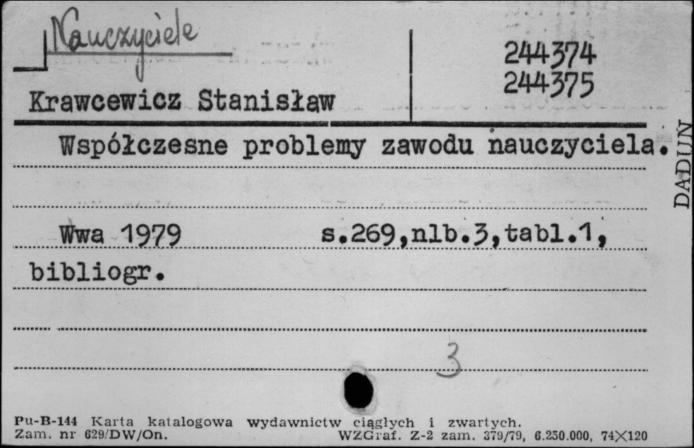 Nauczyciele
244374
244375
Krawcewicz Stanisław
Współczesne problemy zawodu nauczyciela.
DADUN
Wwa 1979 s.269,nlb.3,tabl.1,
bibliogr.
3
Pu-B-144 Karta katalogowa wydawnictw ciągłych i zwartych.
Zam. nr 629/DW/On. WZGraf. Z-2 zam. 379/79, 6.250.000, 74×120